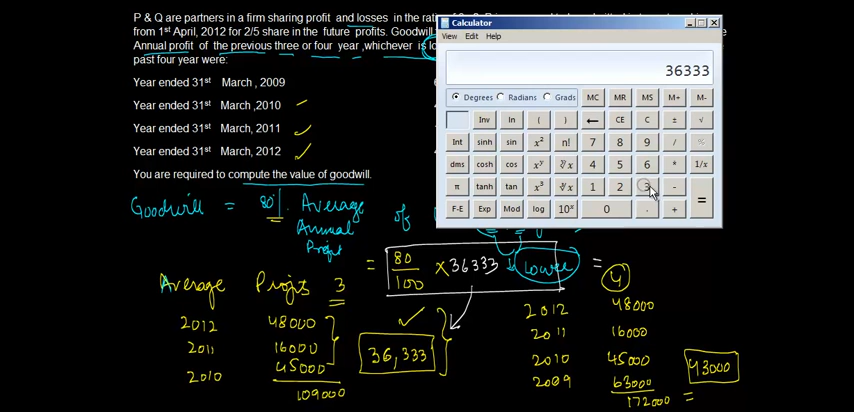 P & Q are partners in a firm sharing profit and losses in the
from 1st April, 2012 for 2/5 share in the future profits. Goodwill
Annual profit of the previous three or four year ,whichever is
past four year were:
Year ended 31st March , 2009
Year ended 31st March,2010
Year ended 31st March, 2011
Year ended 31st March, 2012
You are required to compute the value of goodwill.
Calculator
View Edit Help
36333
Degrees Radians Grads MC MR MS M+ M-
Inv ln ( ) ← CE C ± √
Int sinh sin x² n! 7 8 9 / %
dms cosh cos xʸ ʸ√x 4 5 6 * 1/x
π tanh tan x³ ³√x 1 2 3 - =
F-E Exp Mod log 10ˣ 0 . +
Goodwill = 80% Average of
Annual
Profit
= 80/100 × 36333 Lower =
Average Profits 3
2012 48000
2011 16000
2010 45000
109000
36,333
4
2012 48000
2011 16000
2010 45000
2009 63000
172000 =
43000